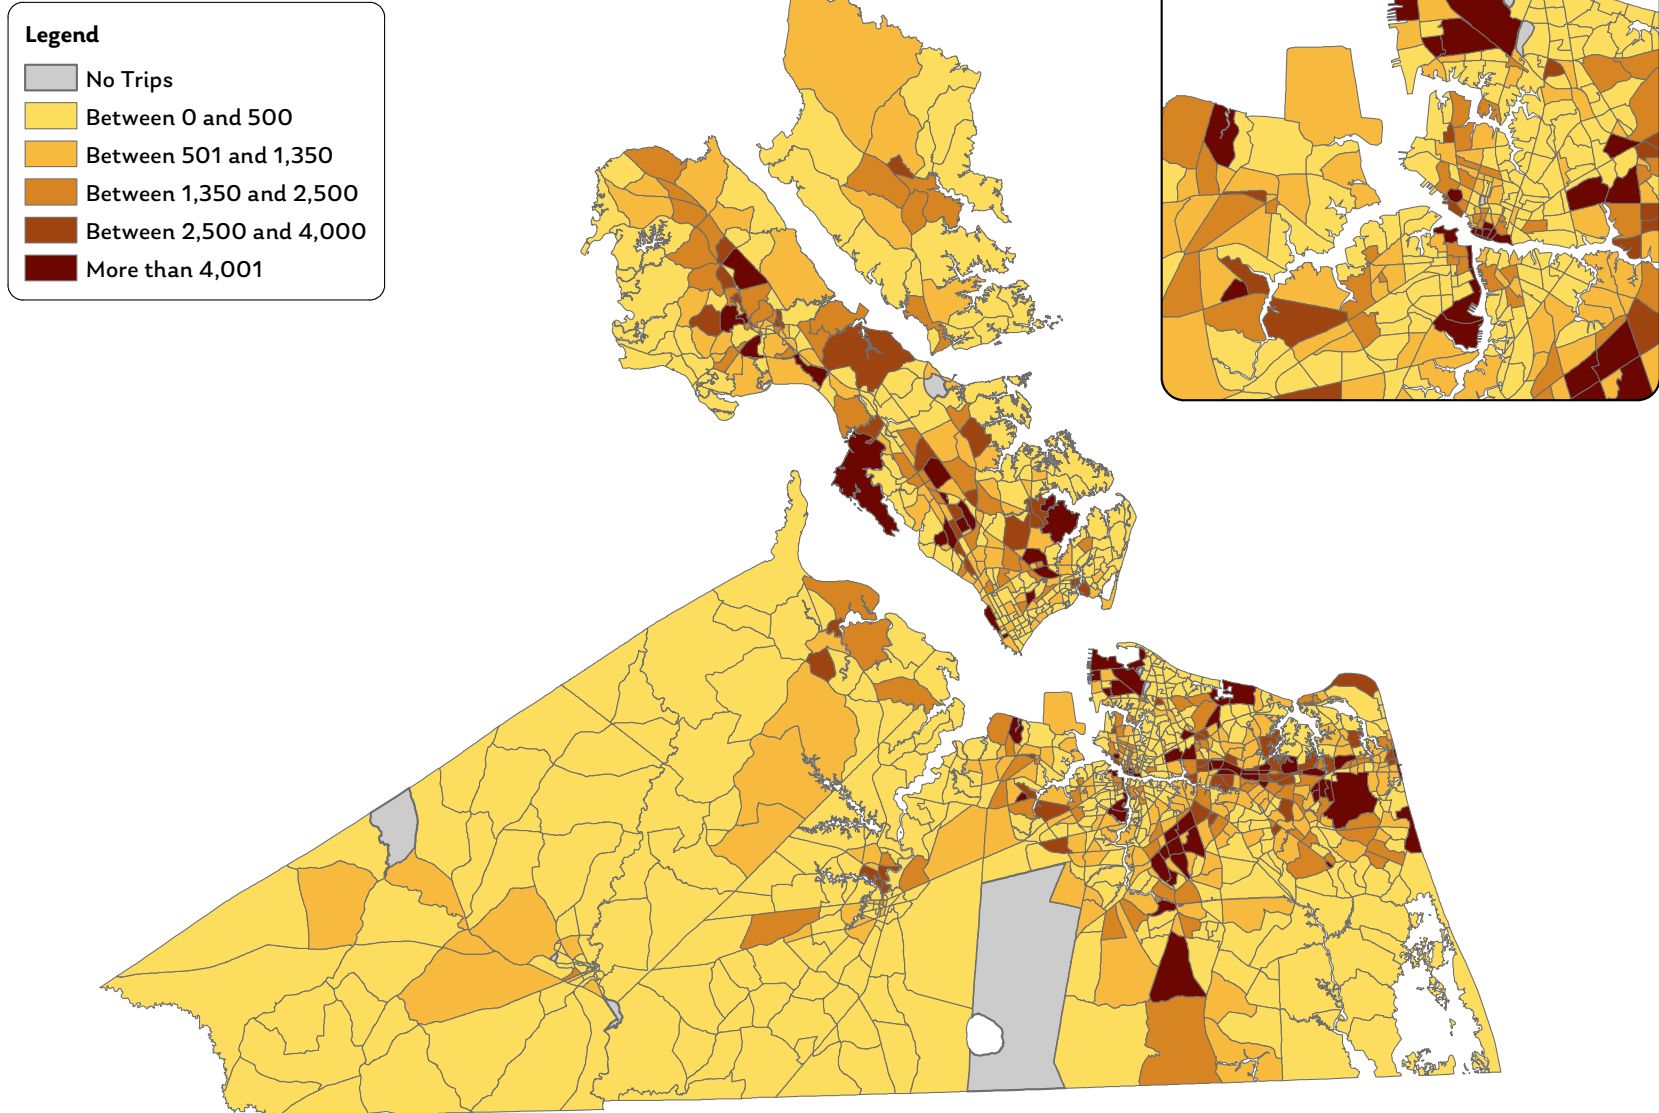 Legend
No Trips
Between 0 and 500
Between 501 and 1,350
Between 1,350 and 2,500
Between 2,500 and 4,000
More than 4,001